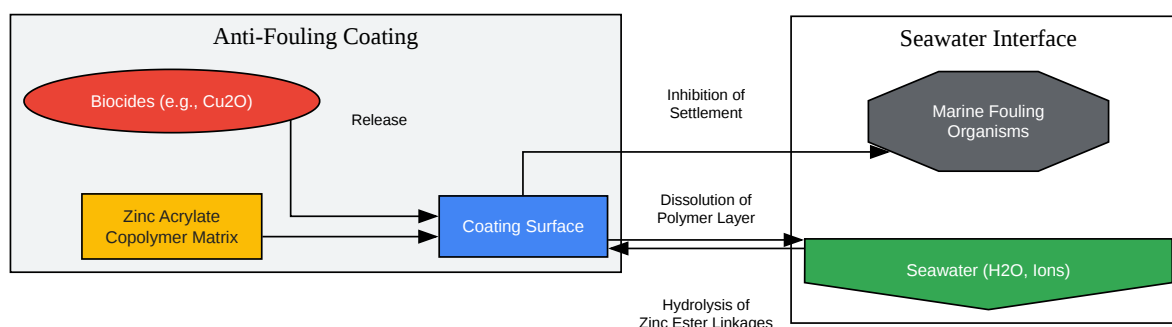 Anti-Fouling Coating
Biocides (e.g., Cu2O)
Release
Zinc Acrylate
Copolymer Matrix
Coating Surface
Inhibition of
Settlement
Dissolution of
Polymer Layer
Hydrolysis of
Zinc Ester Linkages
Seawater Interface
Marine Fouling
Organisms
Seawater (H2O, Ions)